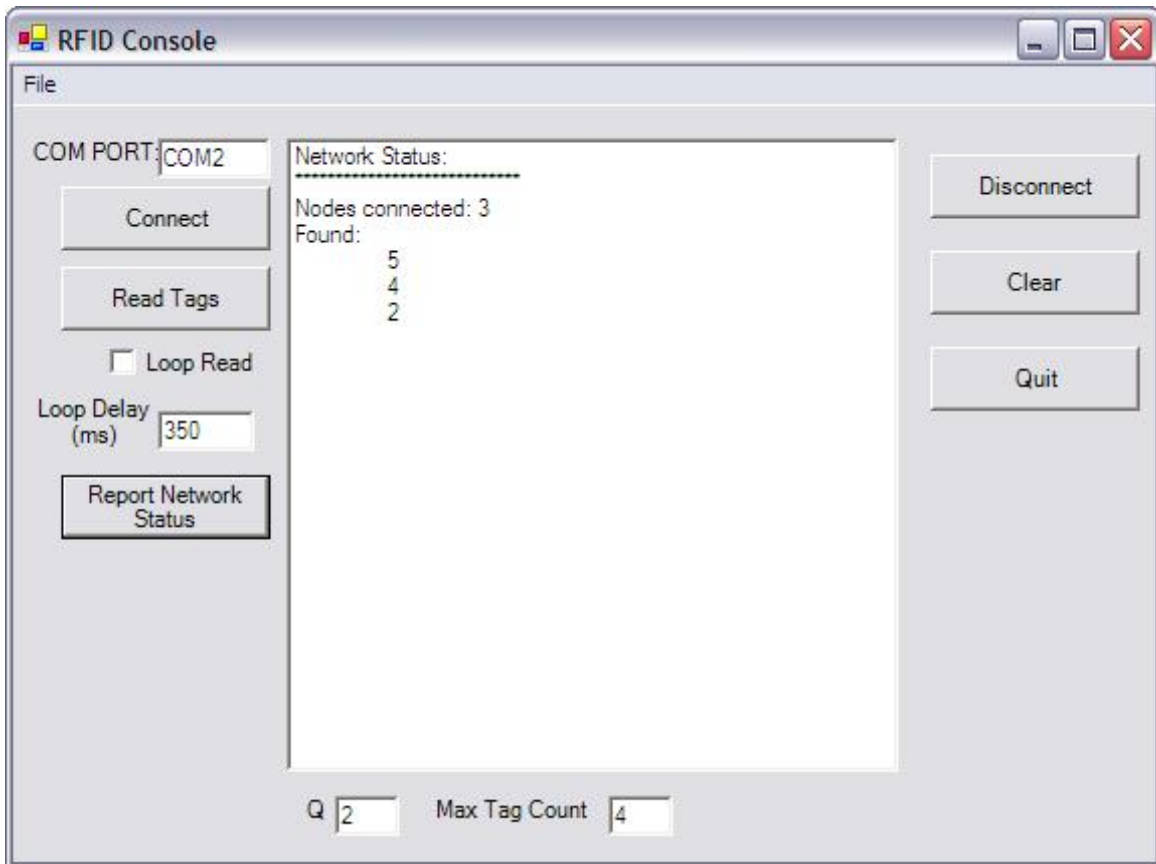 RFID Console
File
COM PORT:
COM2
Connect
Read Tags
Loop Read
Loop Delay
(ms)
350
Report Network
Status
Network Status:
****************************
Nodes connected: 3
Found:
5
4
2
Disconnect
Clear
Quit
Q
2
Max Tag Count
4